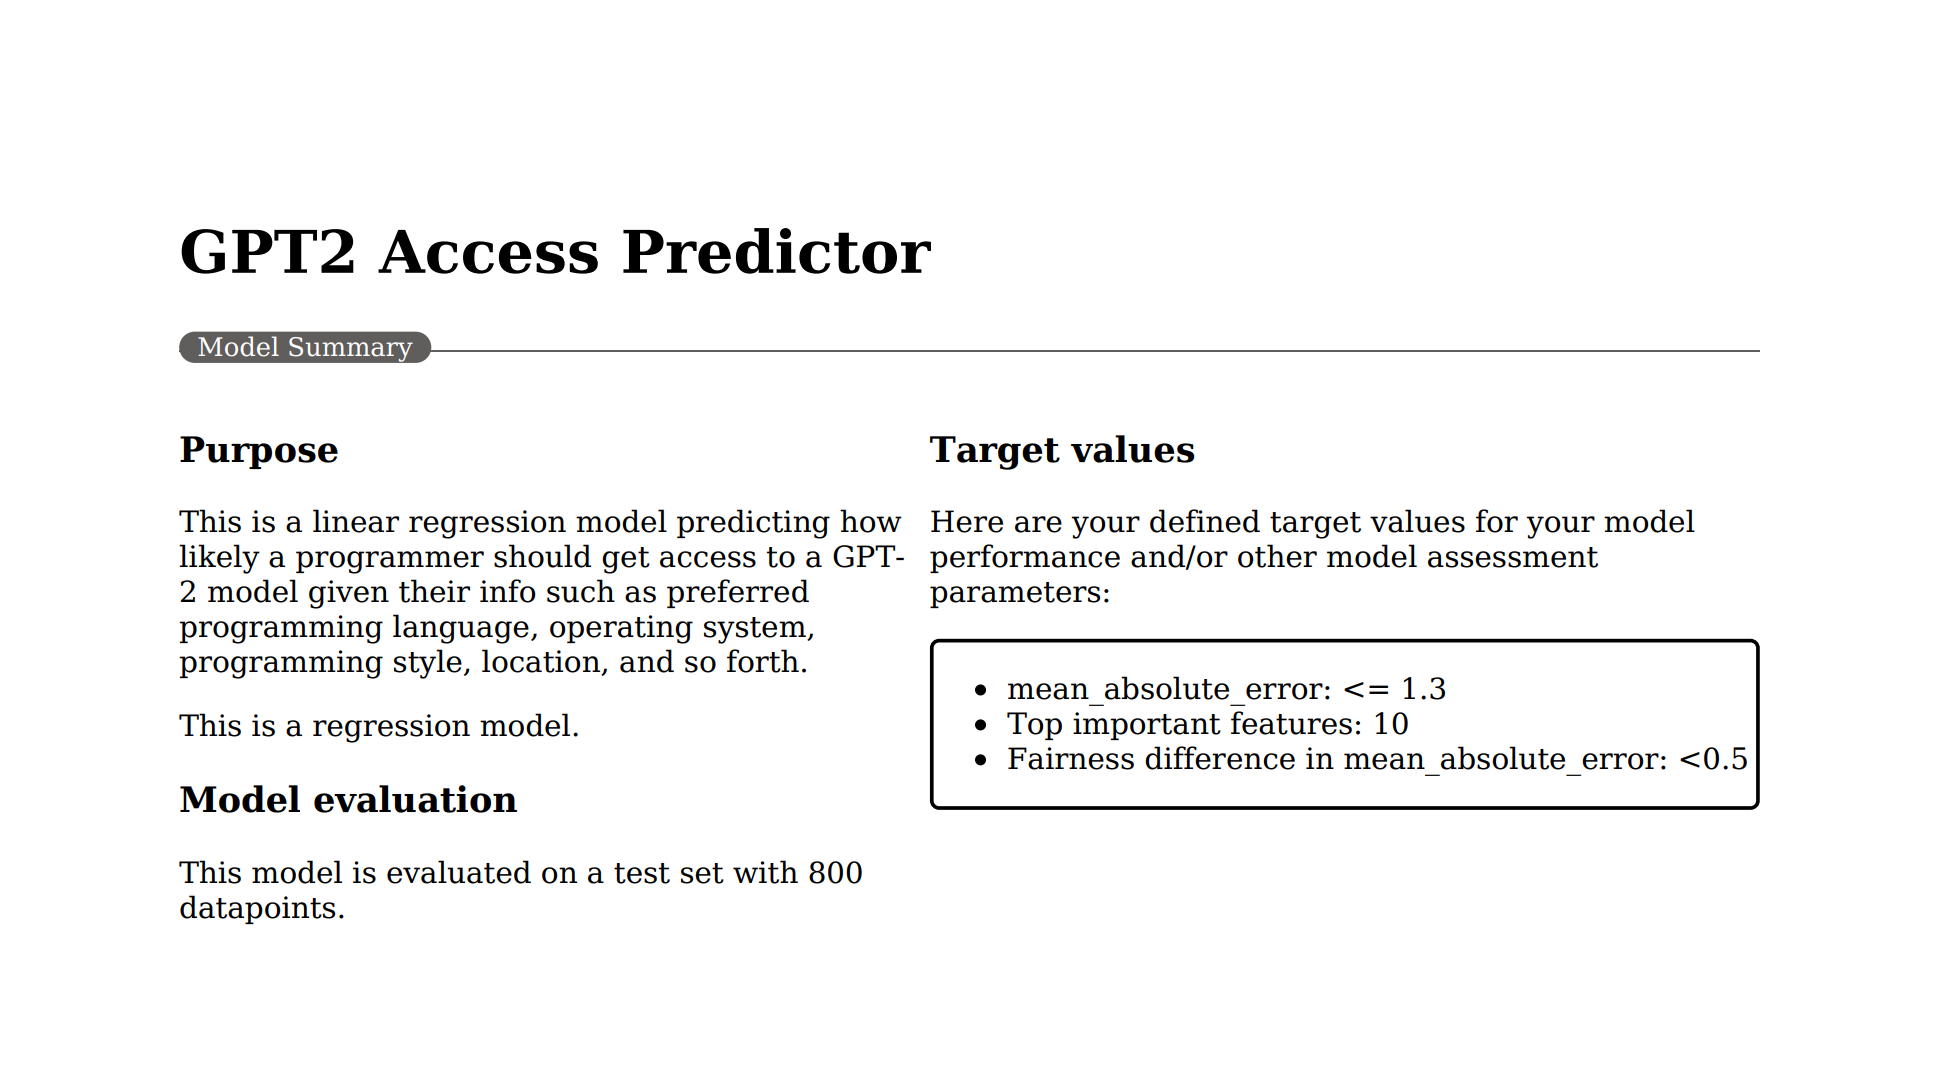 GPT2 Access Predictor
Model Summary
Purpose
This is a linear regression model predicting how
likely a programmer should get access to a GPT-
2 model given their info such as preferred
programming language, operating system,
programming style, location, and so forth.
This is a regression model.
Model evaluation
This model is evaluated on a test set with 800
datapoints.
Target values
Here are your defined target values for your model
performance and/or other model assessment
parameters:
• mean_absolute_error: <= 1.3
• Top important features: 10
• Fairness difference in mean_absolute_error: <0.5